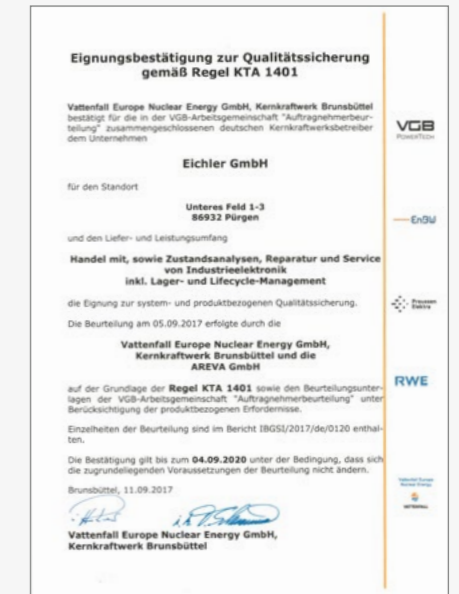 Eignungsbestätigung zur Qualitätssicherung
gemäß Regel KTA 1401
Vattenfall Europe Nuclear Energy GmbH, Kernkraftwerk Brunsbüttel
bestätigt für die in der VGB-Arbeitsgemeinschaft "Auftragnehmerbeur-
teilung" zusammengeschlossenen deutschen Kernkraftwerksbetreiber
dem Unternehmen
Eichler GmbH
für den Standort
Unteres Feld 1-3
86932 Pürgen
und den Liefer- und Leistungsumfang
Handel mit, sowie Zustandsanalysen, Reparatur und Service
von Industrieelektronik
inkl. Lager- und Lifecycle-Management
die Eignung zur system- und produktbezogenen Qualitätssicherung.
Die Beurteilung am 05.09.2017 erfolgte durch die
Vattenfall Europe Nuclear Energy GmbH,
Kernkraftwerk Brunsbüttel und die
AREVA GmbH
auf der Grundlage der Regel KTA 1401 sowie den Beurteilungsunter-
lagen der VGB-Arbeitsgemeinschaft "Auftragnehmerbeurteilung" unter
Berücksichtigung der produktbezogenen Erfordernisse.
Einzelheiten der Beurteilung sind im Bericht IBGSI/2017/de/0120 enthal-
ten.
Die Bestätigung gilt bis zum 04.09.2020 unter der Bedingung, dass sich
die zugrundeliegenden Voraussetzungen der Beurteilung nicht ändern.
Brunsbüttel, 11.09.2017
Vattenfall Europe Nuclear Energy GmbH,
Kernkraftwerk Brunsbüttel
VGB
POWERTECH
EnBW
Preussen
Elektra
RWE
Vattenfall Europe
Nuclear Energy
VATTENFALL